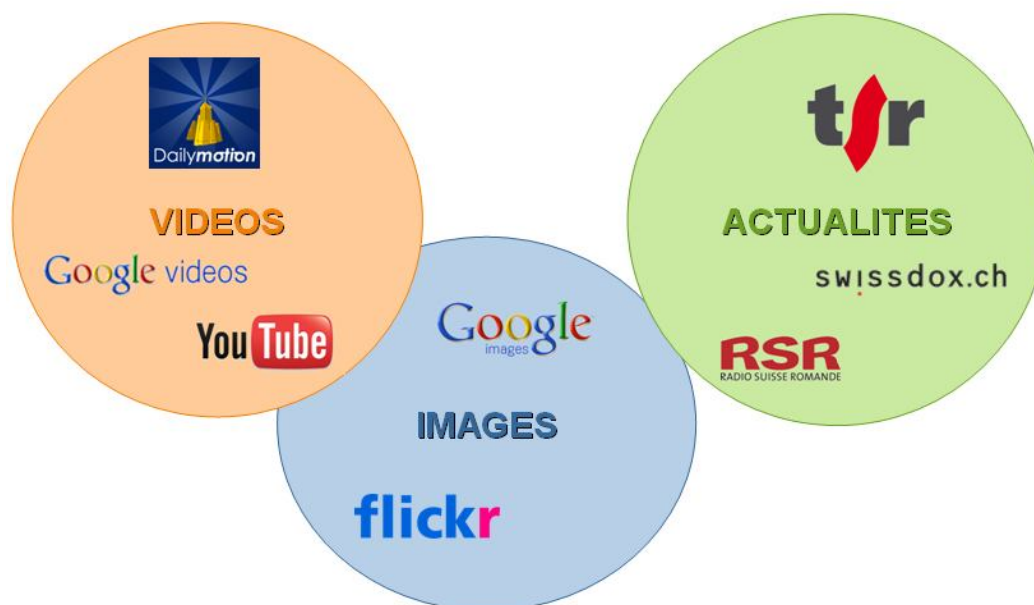 Dailymotion
VIDEOS
Google videos
YouTube
Google
images
IMAGES
flickr
tsr
ACTUALITES
swissdox.ch
RSR
RADIO SUISSE ROMANDE